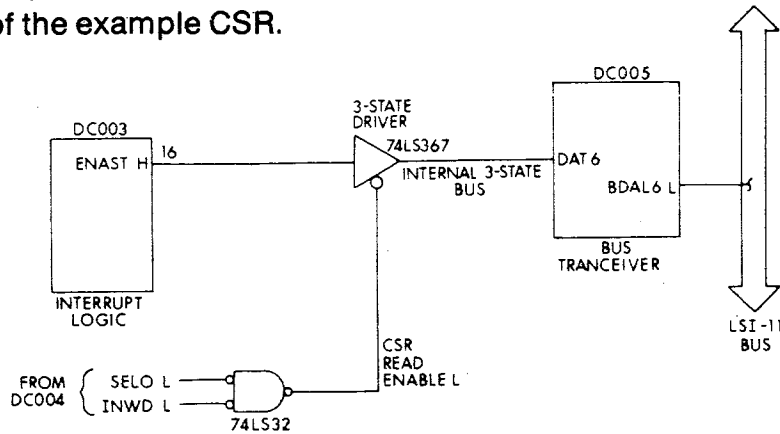 of the example CSR.
DC003
ENAST H
16
INTERRUPT
LOGIC
3-STATE
DRIVER
74LS367
INTERNAL 3-STATE
BUS
DC005
DAT 6
BDAL6 L
BUS
TRANCEIVER
LSI-11
BUS
CSR
READ
ENABLE L
FROM
DC004
SELO L
INWD L
74LS32